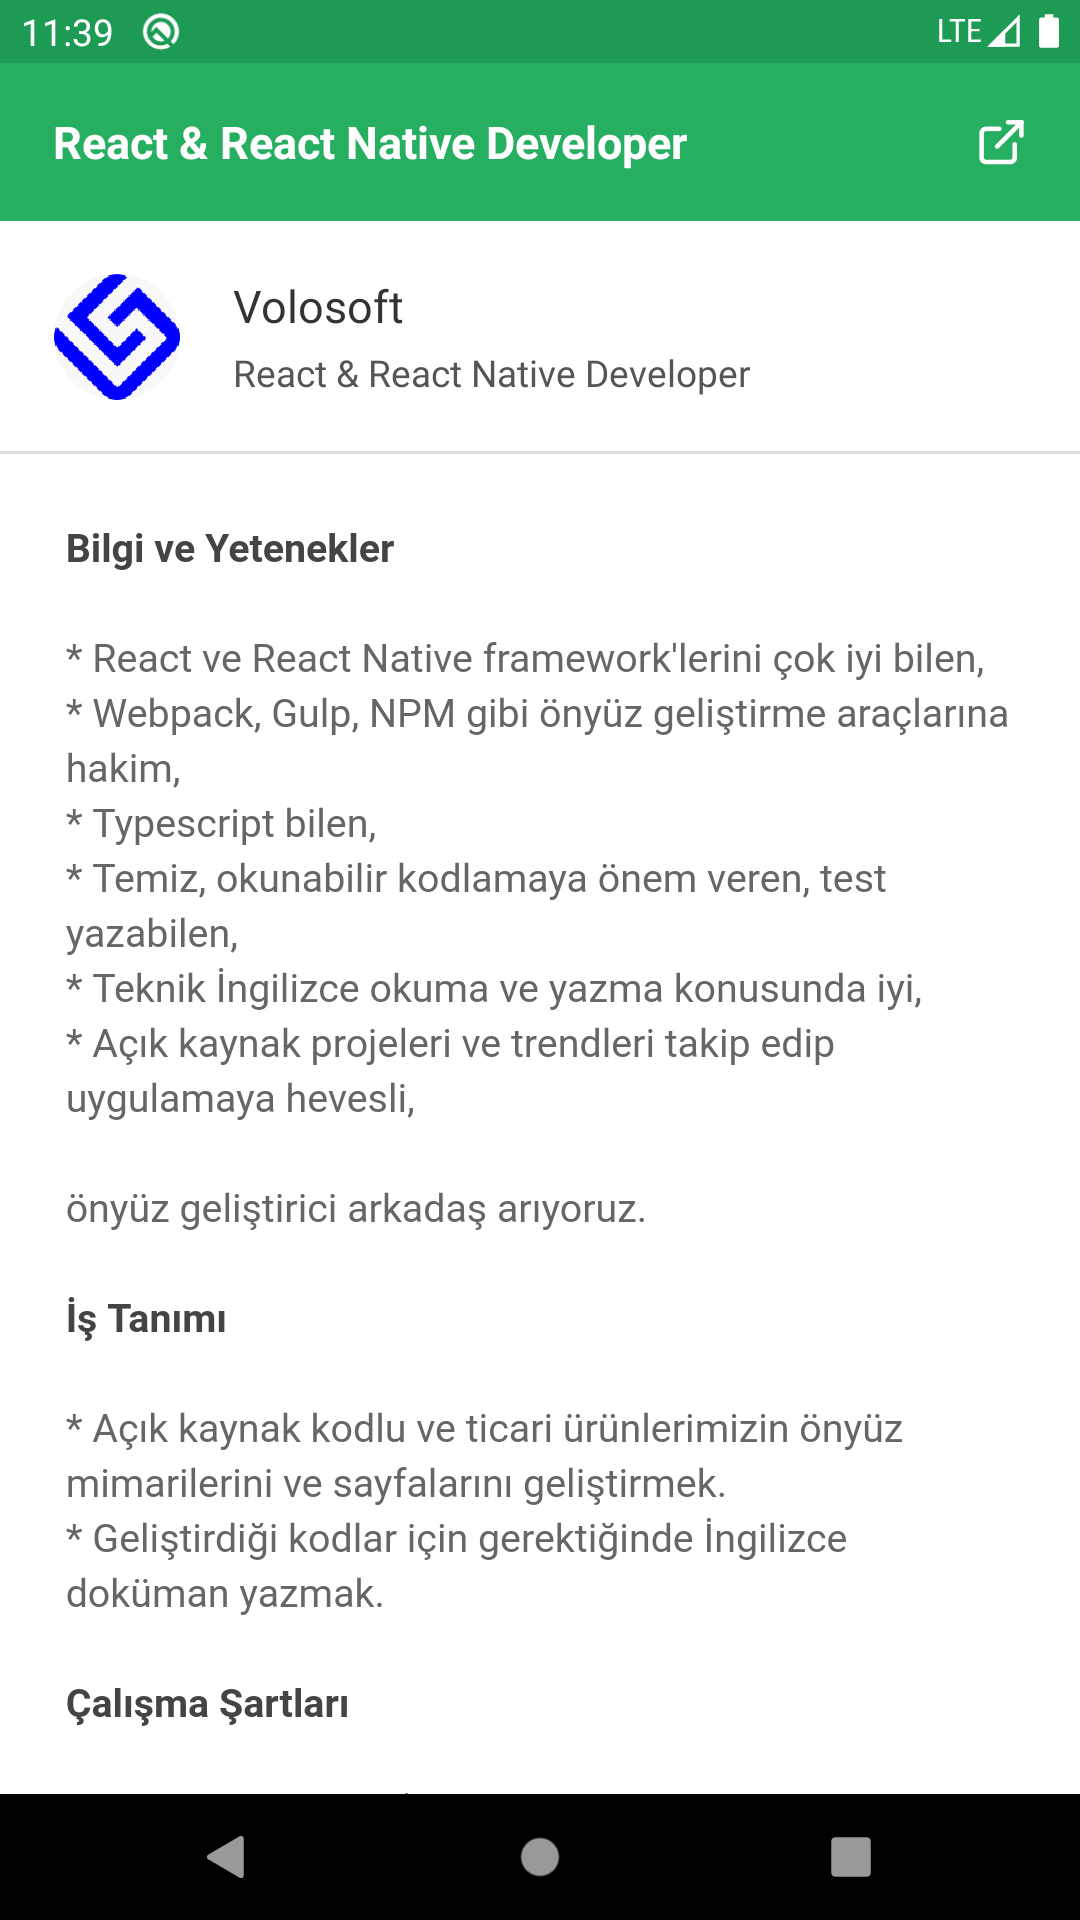 11:39
LTE
React & React Native Developer
Volosoft
React & React Native Developer
Bilgi ve Yetenekler
* React ve React Native framework'lerini çok iyi bilen,
* Webpack, Gulp, NPM gibi önyüz geliştirme araçlarına
hakim,
* Typescript bilen,
* Temiz, okunabilir kodlamaya önem veren, test
yazabilen,
* Teknik İngilizce okuma ve yazma konusunda iyi,
* Açık kaynak projeleri ve trendleri takip edip
uygulamaya hevesli,
önyüz geliştirici arkadaş arıyoruz.
İş Tanımı
* Açık kaynak kodlu ve ticari ürünlerimizin önyüz
mimarilerini ve sayfalarını geliştirmek.
* Geliştirdiği kodlar için gerektiğinde İngilizce
doküman yazmak.
Çalışma Şartları